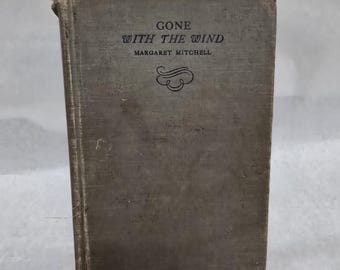 GONE
WITH THE WIND
MARGARET MITCHELL